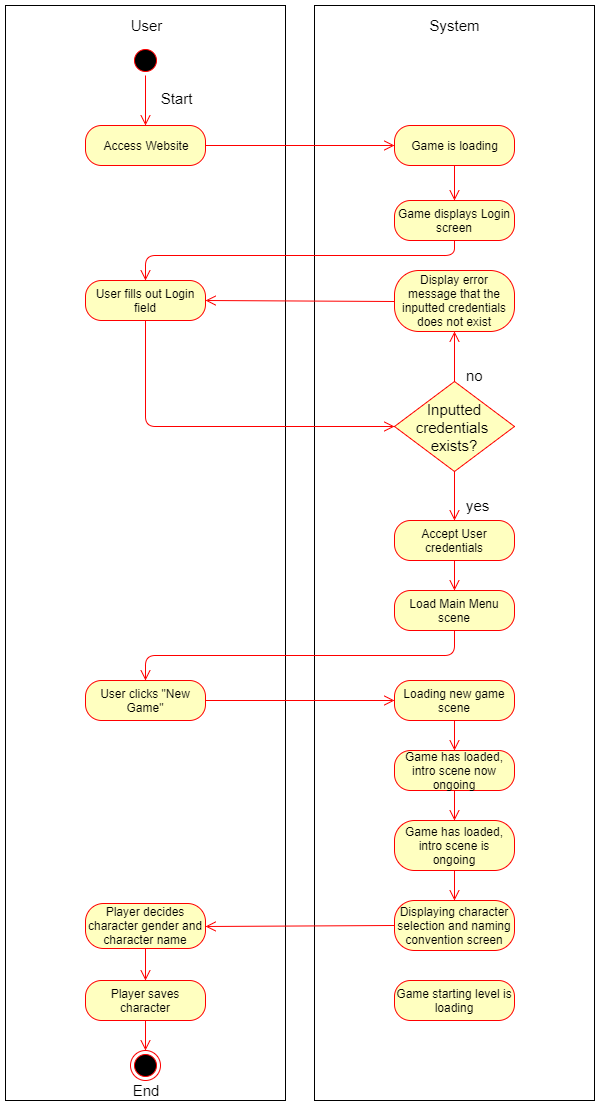 User
System
Start
Access Website
Game is loading
Game displays Login
screen
User fills out Login
field
Display error
message that the
inputted credentials
does not exist
no
Inputted
credentials
exists?
yes
Accept User
credentials
Load Main Menu
scene
User clicks "New
Game"
Loading new game
scene
Game has loaded,
intro scene now
ongoing
Game has loaded,
intro scene is
ongoing
Player decides
character gender and
character name
Displaying character
selection and naming
convention screen
Player saves
character
Game starting level is
loading
End